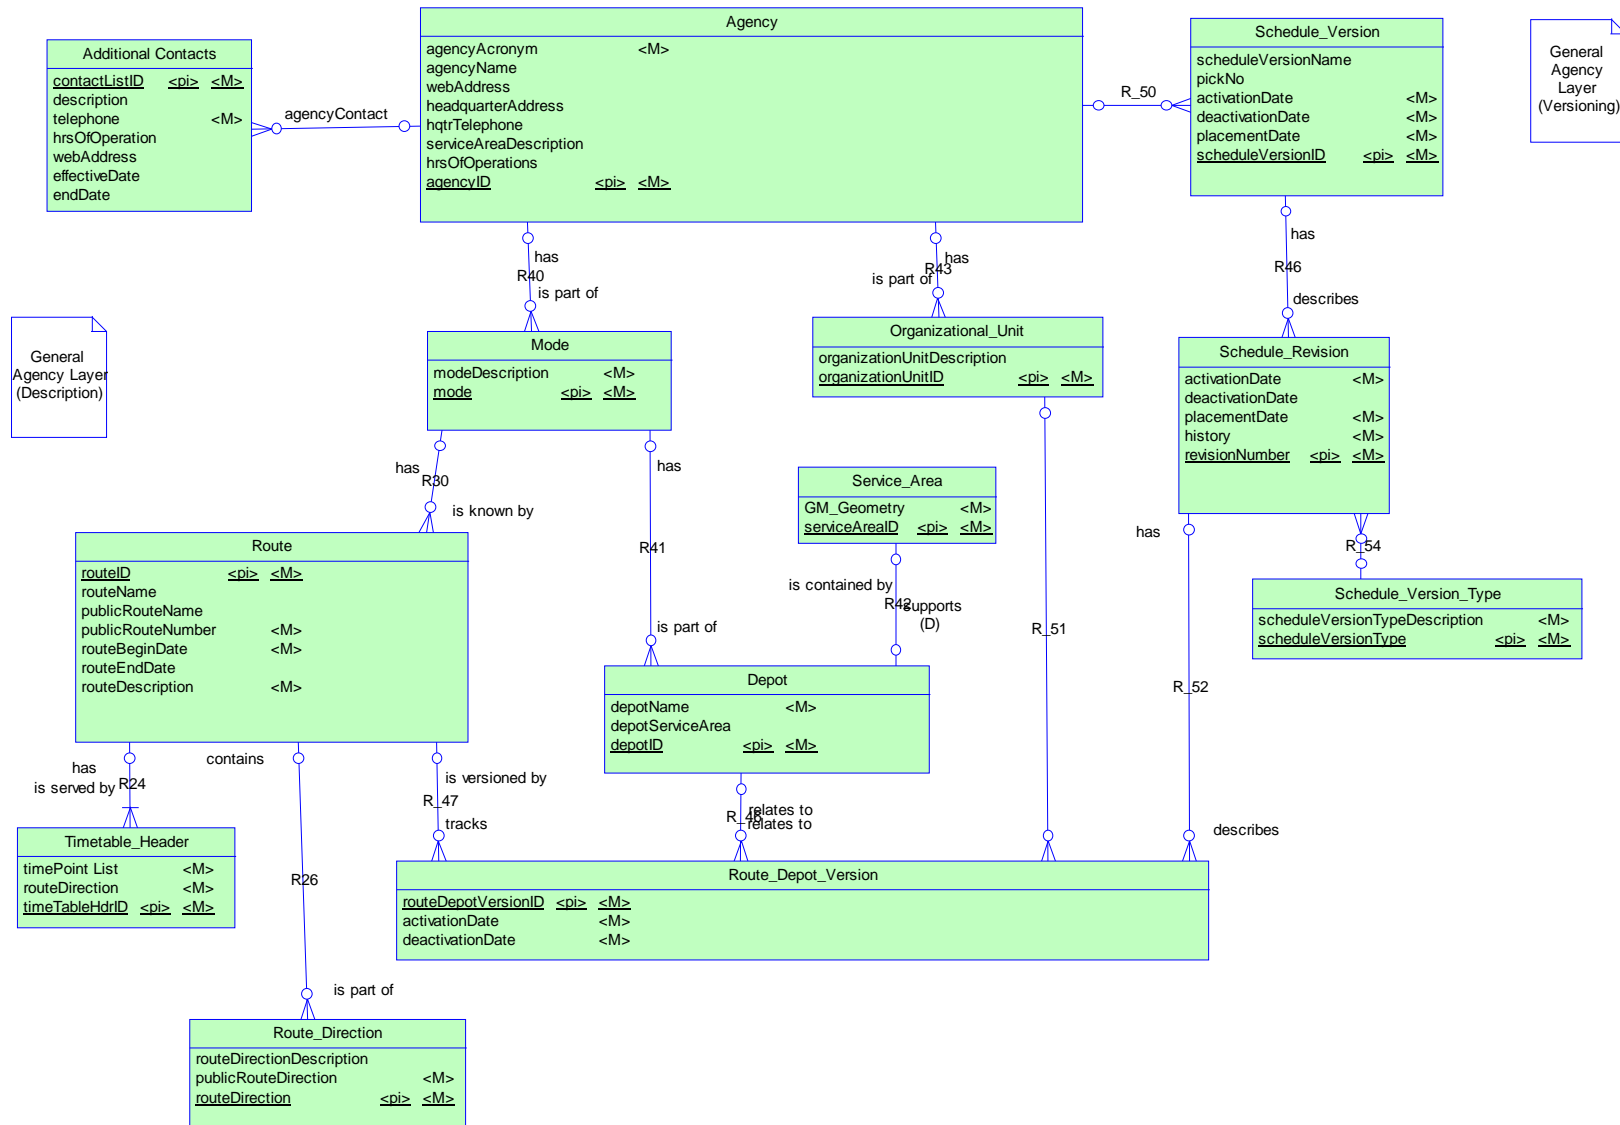 Agency
agencyAcronym <M>
agencyName
webAddress
headquarterAddress
hqtrTelephone
serviceAreaDescription
hrsOfOperations
agencyID <pi> <M>
Additional Contacts
contactListID <pi> <M>
description
telephone <M>
hrsOfOperation
webAddress
effectiveDate
endDate
agencyContact
Schedule_Version
scheduleVersionName
pickNo
activationDate <M>
deactivationDate <M>
placementDate <M>
scheduleVersionID <pi> <M>
R_50
General
Agency
Layer
(Versioning)
has
R40
is part of
has
R43
is part of
has
R46
describes
General
Agency Layer
(Description)
Mode
modeDescription <M>
mode <pi> <M>
Organizational_Unit
organizationUnitDescription
organizationUnitID <pi> <M>
Schedule_Revision
activationDate <M>
deactivationDate
placementDate <M>
history <M>
revisionNumber <pi> <M>
has
R30
is known by
has
R41
is part of
Service_Area
GM_Geometry <M>
serviceAreaID <pi> <M>
is contained by
R42
supports
(D)
R_51
has
R_52
describes
R_54
Schedule_Version_Type
scheduleVersionTypeDescription <M>
scheduleVersionType <pi> <M>
Route
routeID <pi> <M>
routeName
publicRouteName
publicRouteNumber <M>
routeBeginDate <M>
routeEndDate
routeDescription <M>
Depot
depotName <M>
depotServiceArea
depotID <pi> <M>
has
R24
is served by
contains
R26
is part of
is versioned by
R_47
tracks
relates to
relates to
Timetable_Header
timePoint List <M>
routeDirection <M>
timeTableHdrID <pi> <M>
Route_Depot_Version
routeDepotVersionID <pi> <M>
activationDate <M>
deactivationDate <M>
Route_Direction
routeDirectionDescription
publicRouteDirection <M>
routeDirection <pi> <M>